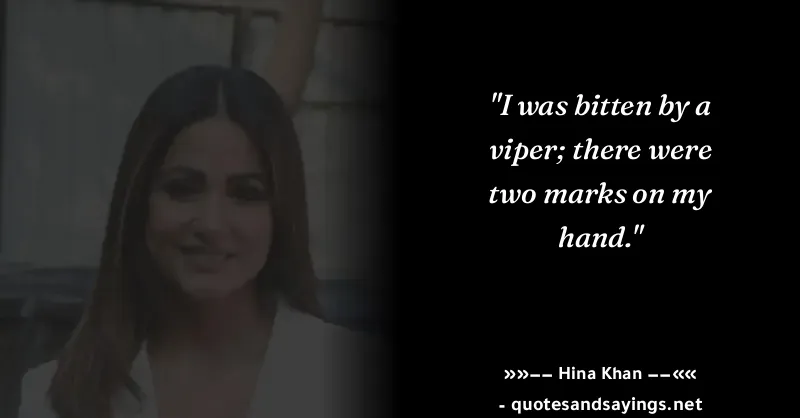 "I was bitten by a
viper; there were
two marks on my
hand."
»»−− Hina Khan −−««
- quotesandsayings.net